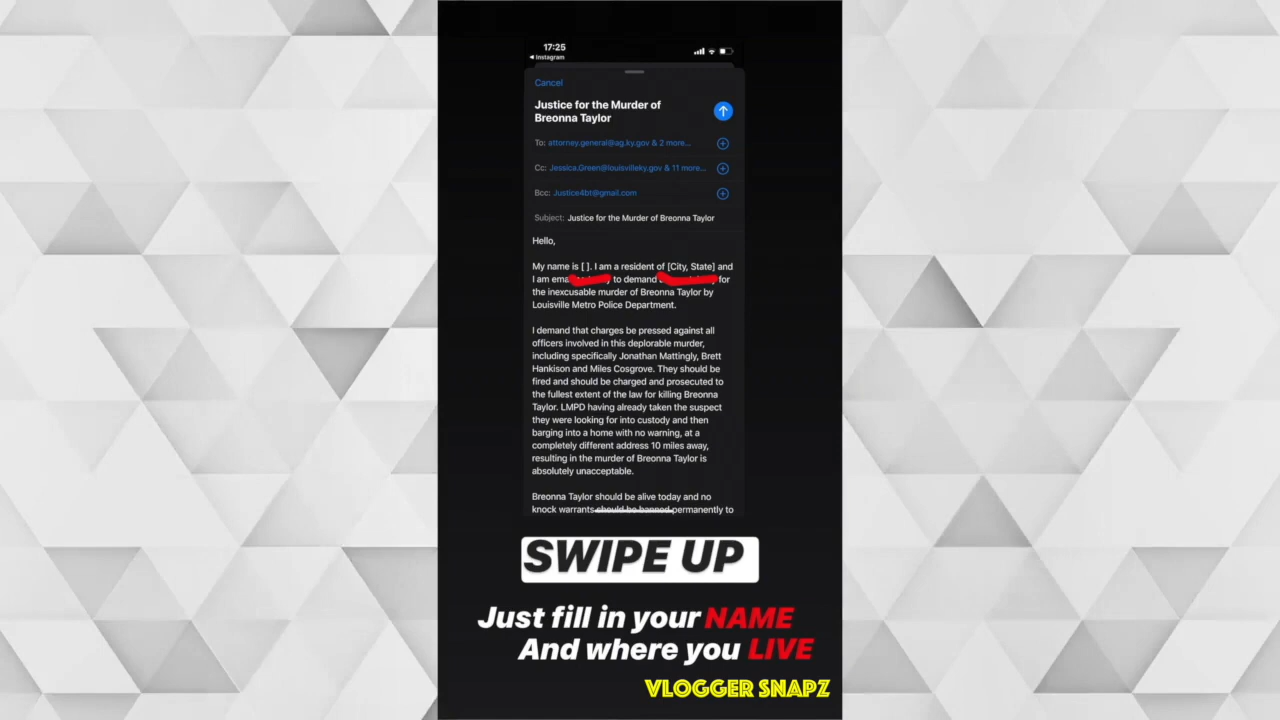 17:25
◀ Instagram
Cancel
Justice for the Murder of
Breonna Taylor
To: attorney.general@ag.ky.gov & 2 more...
Cc: Jessica.Green@louisvilleky.gov & 11 more...
Bcc: Justice4bt@gmail.com
Subject: Justice for the Murder of Breonna Taylor
Hello,
My name is [ ]. I am a resident of [City, State] and
I am to demand for
the inexcusable murder of Breonna Taylor by
Louisville Metro Police Department.
I demand that charges be pressed against all
officers involved in this deplorable murder,
including specifically Jonathan Mattingly, Brett
Hankison and Miles Cosgrove. They should be
fired and should be charged and prosecuted to
the fullest extent of the law for killing Breonna
Taylor. LMPD having already taken the suspect
they were looking for into custody and then
barging into a home with no warning, at a
completely different address 10 miles away,
resulting in the murder of Breonna Taylor is
absolutely unacceptable.
Breonna Taylor should be alive today and no
knock warrants should be banned permanently to
SWIPE UP
Just fill in your NAME
And where you LIVE
VLOGGER SNAPZ